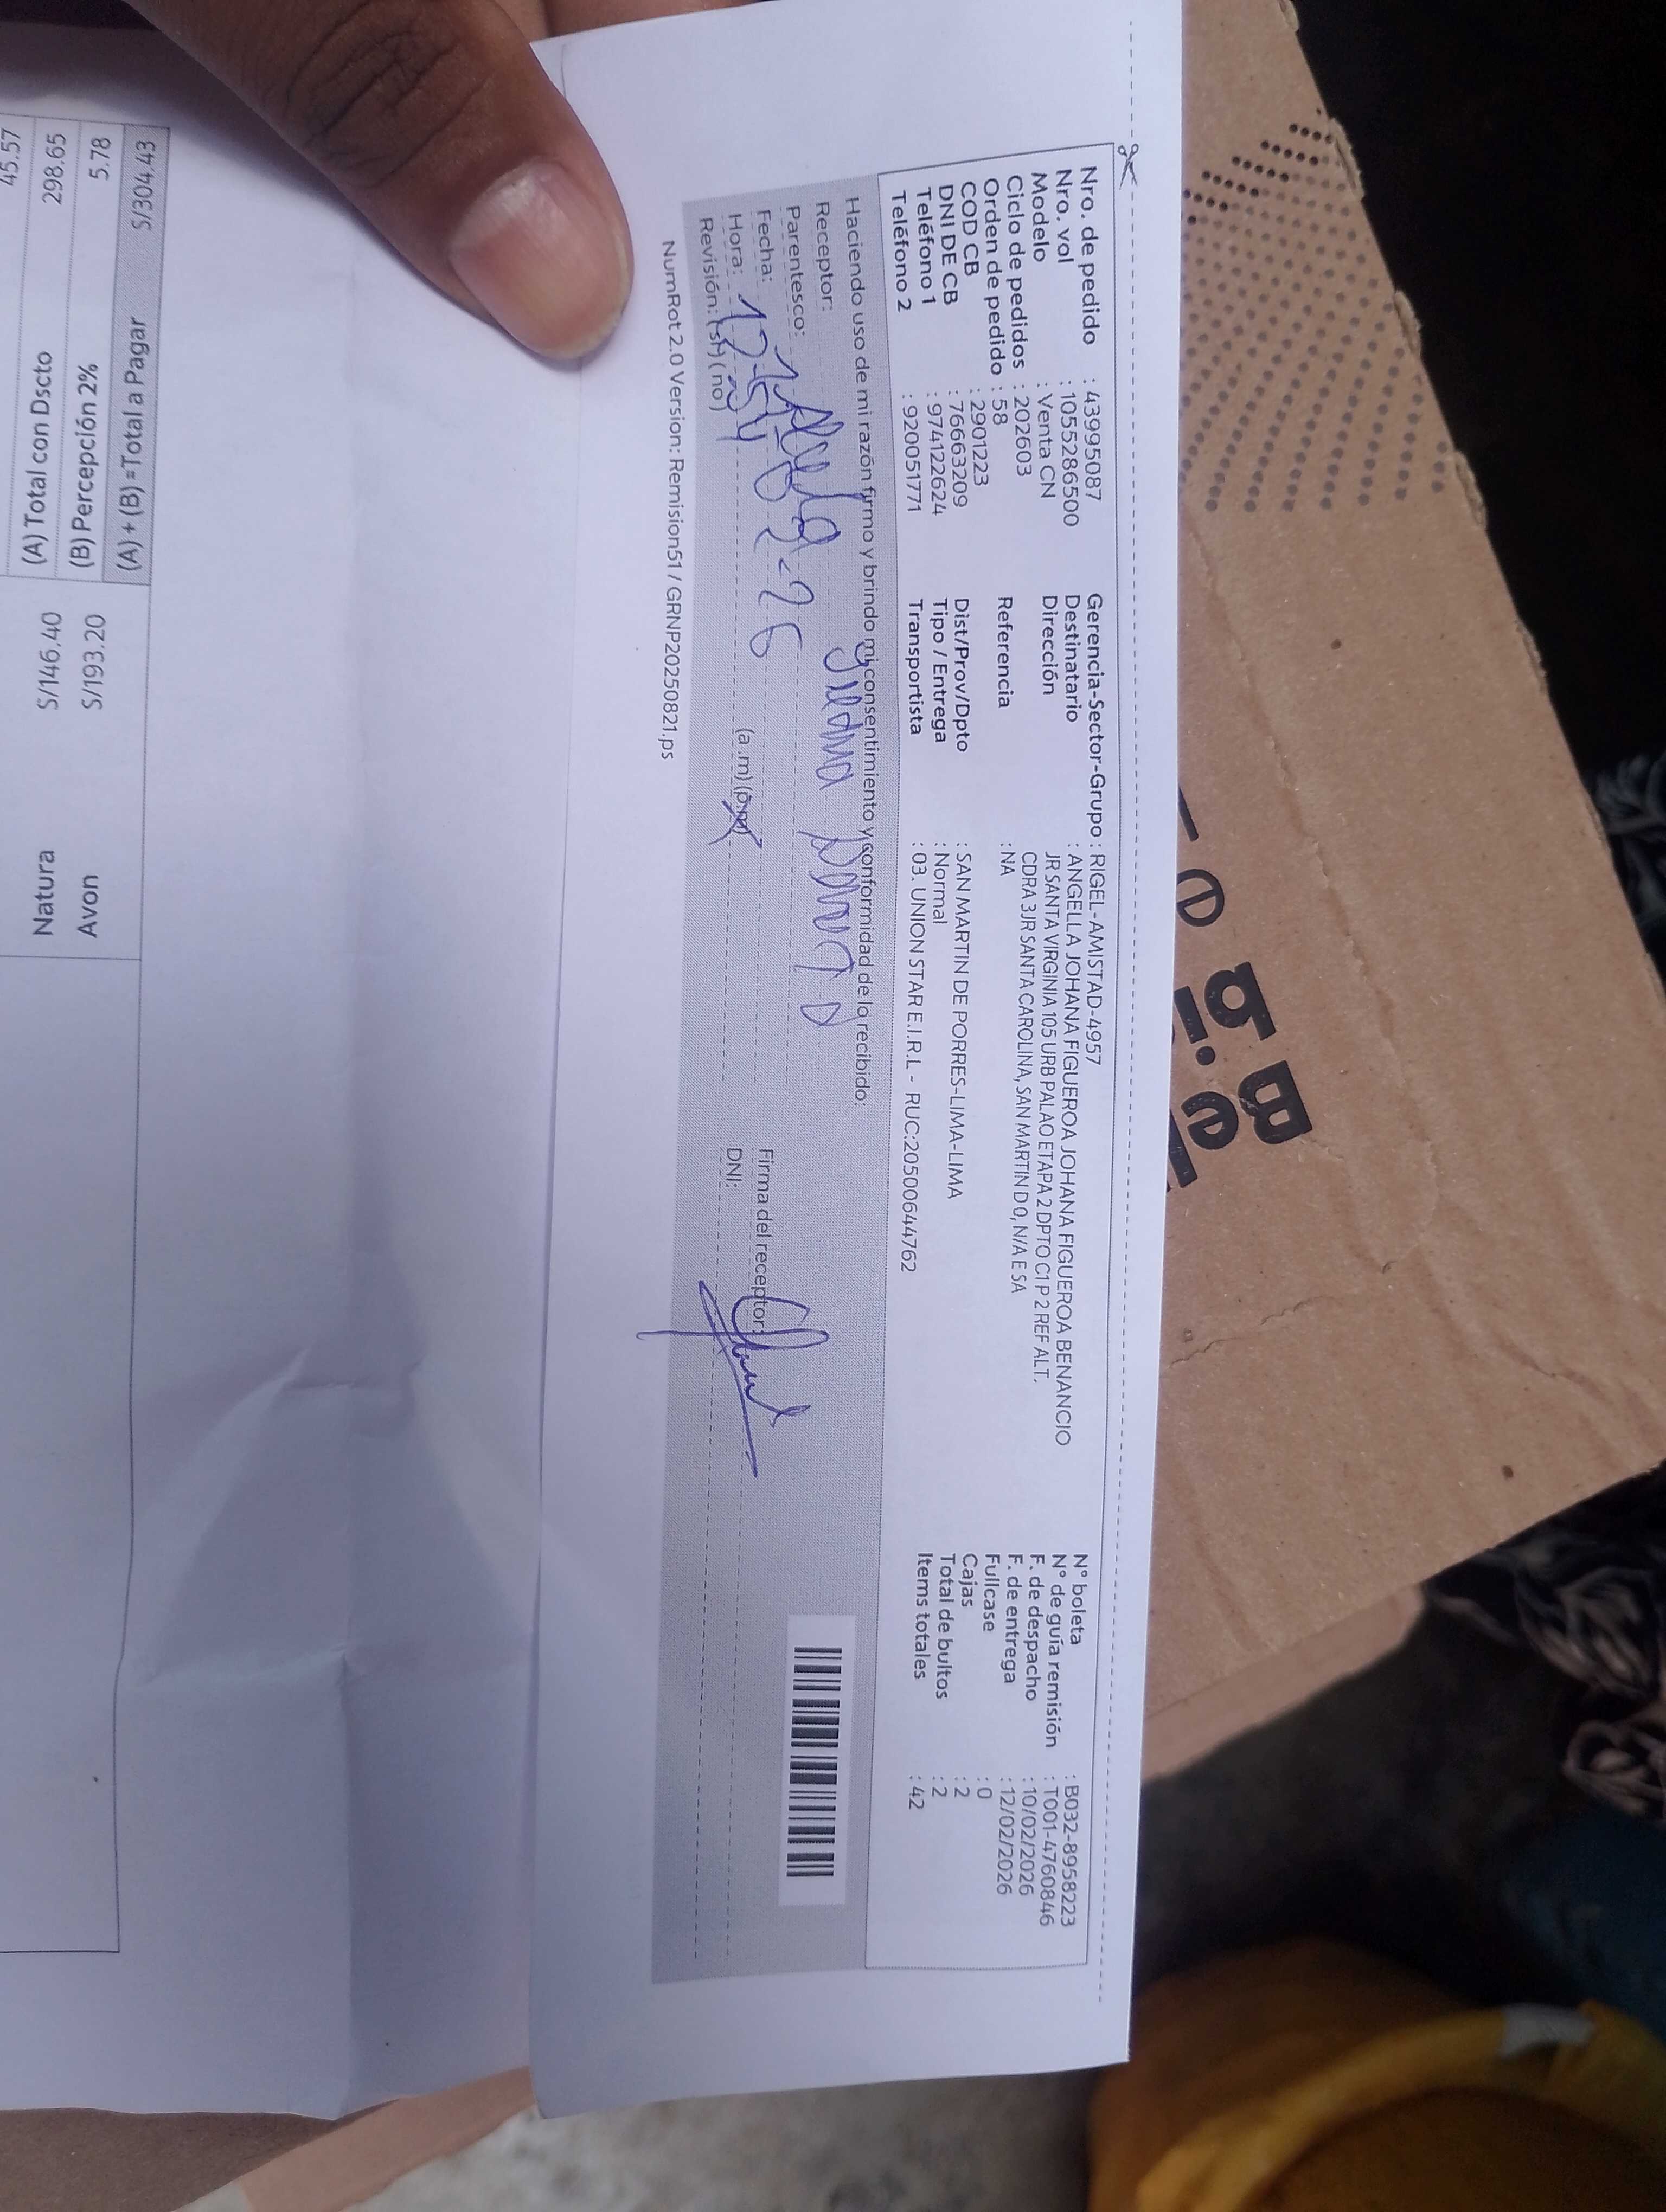 Nro. de pedido : 43995087
Nro. vol : 1055286500
Modelo : Venta CN
Ciclo de pedidos : 202603
Orden de pedido : 58
COD CB : 2901223
DNI DE CB : 76663209
Teléfono 1 : 974122624
Teléfono 2 : 920051771
Gerencia-Sector-Grupo : RIGEL-AMISTAD-4957
Destinatario : ANGELLA JOHANA FIGUEROA JOHANA FIGUEROA BENANCIO
Dirección JR SANTA VIRGINIA 105 URB PALAO ETAPA 2 DPTO C1 P 2 REF ALT.
CDRA 3JR SANTA CAROLINA, SAN MARTIN D 0, N/A E SA
Referencia : NA
Dist/Prov/Dpto : SAN MARTIN DE PORRES-LIMA-LIMA
Tipo / Entrega : Normal
Transportista : 03. UNION STAR E.I.R.L - RUC:20500644762
N° boleta : B032-8958223
N° de guía remisión : T001-4760846
F. de despacho : 10/02/2026
F. de entrega : 12/02/2026
Fullcase : 0
Cajas : 2
Total de bultos : 2
Items totales : 42
Haciendo uso de mi razón firmo y brindo mi consentimiento y conformidad de lo recibido:
Receptor:
Parentesco:
Fecha:
Hora: (a.m) (p.m)
Revisión: (si) (no)
Firma del receptor:
DNI:
NumRot 2.0 Version: Remision51 / GRNP20250821.ps
45.57
(A) Total con Dscto 298.65
(B) Percepción 2% 5.78
(A) + (B) = Total a Pagar S/304.43
Natura S/146.40
Avon S/193.20